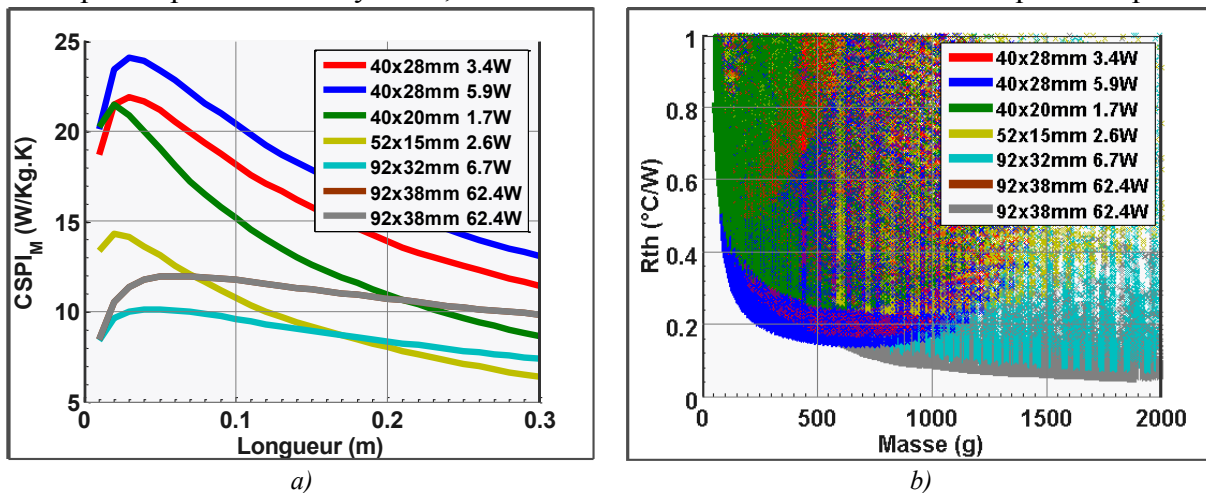 25
20
15
10
5
CSPI_M (W/Kg.K)
40x28mm 3.4W
40x28mm 5.9W
40x20mm 1.7W
52x15mm 2.6W
92x32mm 6.7W
92x38mm 62.4W
92x38mm 62.4W
0 0.1 0.2 0.3
Longueur (m)
a)
1
0.8
0.6
0.4
0.2
0
Rth (°C/W)
40x28mm 3.4W
40x28mm 5.9W
40x20mm 1.7W
52x15mm 2.6W
92x32mm 6.7W
92x38mm 62.4W
92x38mm 62.4W
0 500 1000 1500 2000
Masse (g)
b)